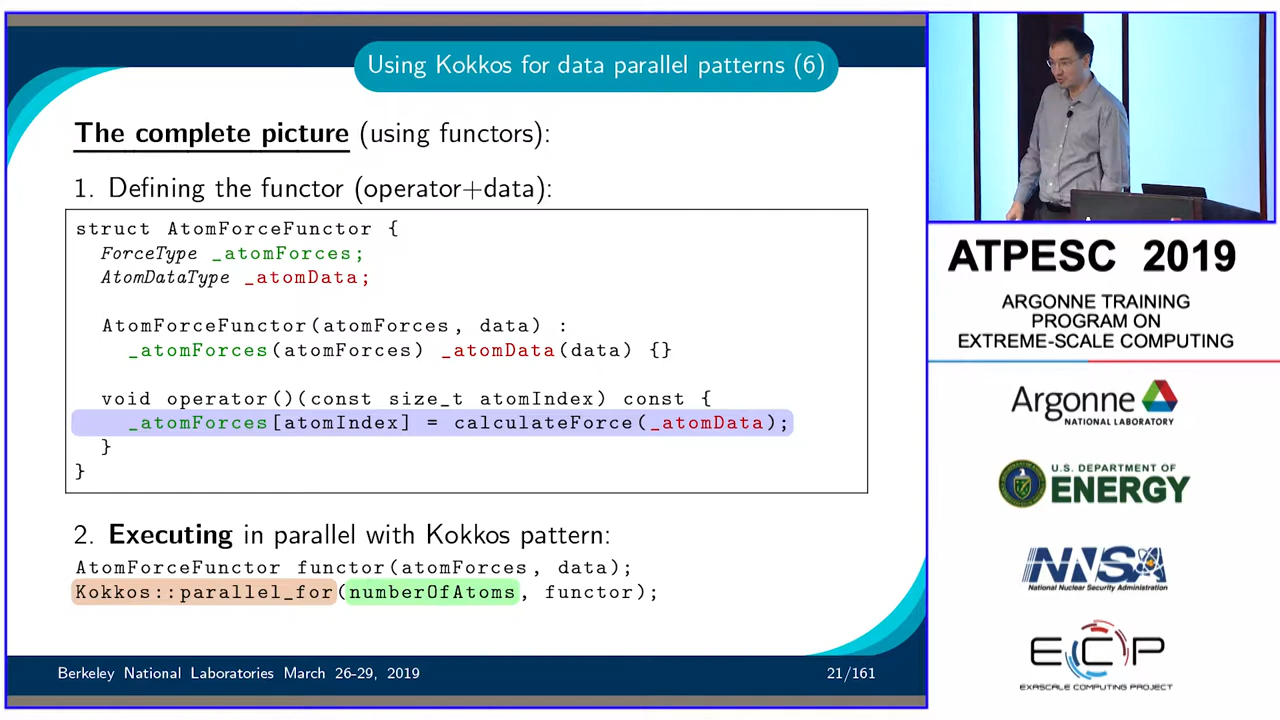 Using Kokkos for data parallel patterns (6)
The complete picture (using functors):
1. Defining the functor (operator+data):
struct AtomForceFunctor {
ForceType _atomForces;
AtomDataType _atomData;
AtomForceFunctor(atomForces, data) :
_atomForces(atomForces) _atomData(data) {}
void operator()(const size_t atomIndex) const {
_atomForces[atomIndex] = calculateForce(_atomData);
}
}
2. Executing in parallel with Kokkos pattern:
AtomForceFunctor functor(atomForces, data);
Kokkos::parallel_for(numberOfAtoms, functor);
Berkeley National Laboratories March 26-29, 2019
21/161
ATPESC 2019
ARGONNE TRAINING
PROGRAM ON
EXTREME-SCALE COMPUTING
Argonne
NATIONAL LABORATORY
U.S. DEPARTMENT OF
ENERGY
NNSA
National Nuclear Security Administration
ECP
EXASCALE COMPUTING PROJECT